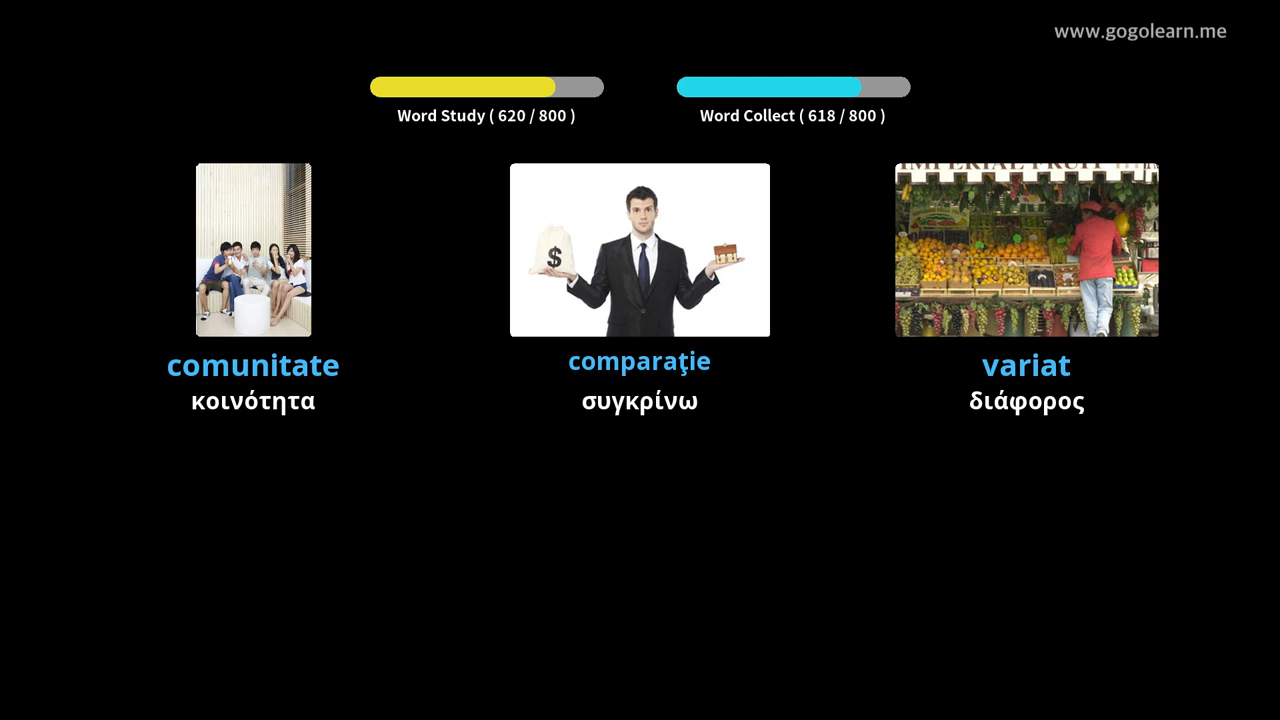 www.gogolearn.me
Word Study ( 620 / 800 )
Word Collect ( 618 / 800 )
$
comunitate
κοινότητα
comparaţie
συγκρίνω
variat
διάφορος